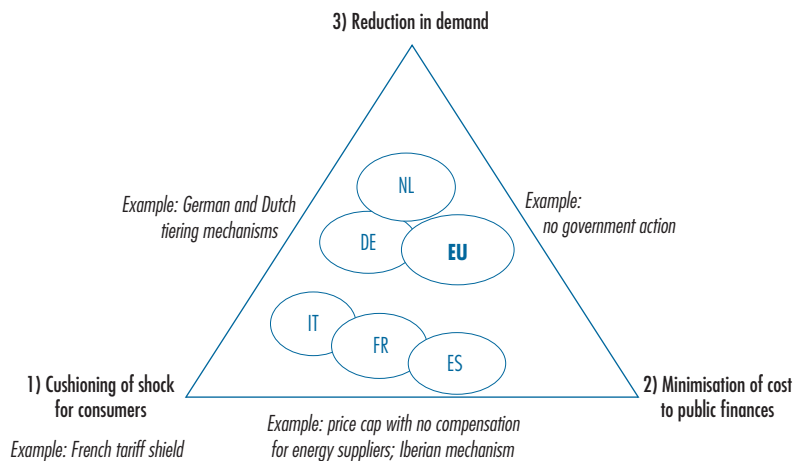 3) Reduction in demand
NL
Example: German and Dutch
tiering mechanisms
Example:
no government action
DE
EU
IT
FR
ES
1) Cushioning of shock
for consumers
2) Minimisation of cost
to public finances
Example: French tariff shield
Example: price cap with no compensation
for energy suppliers; Iberian mechanism